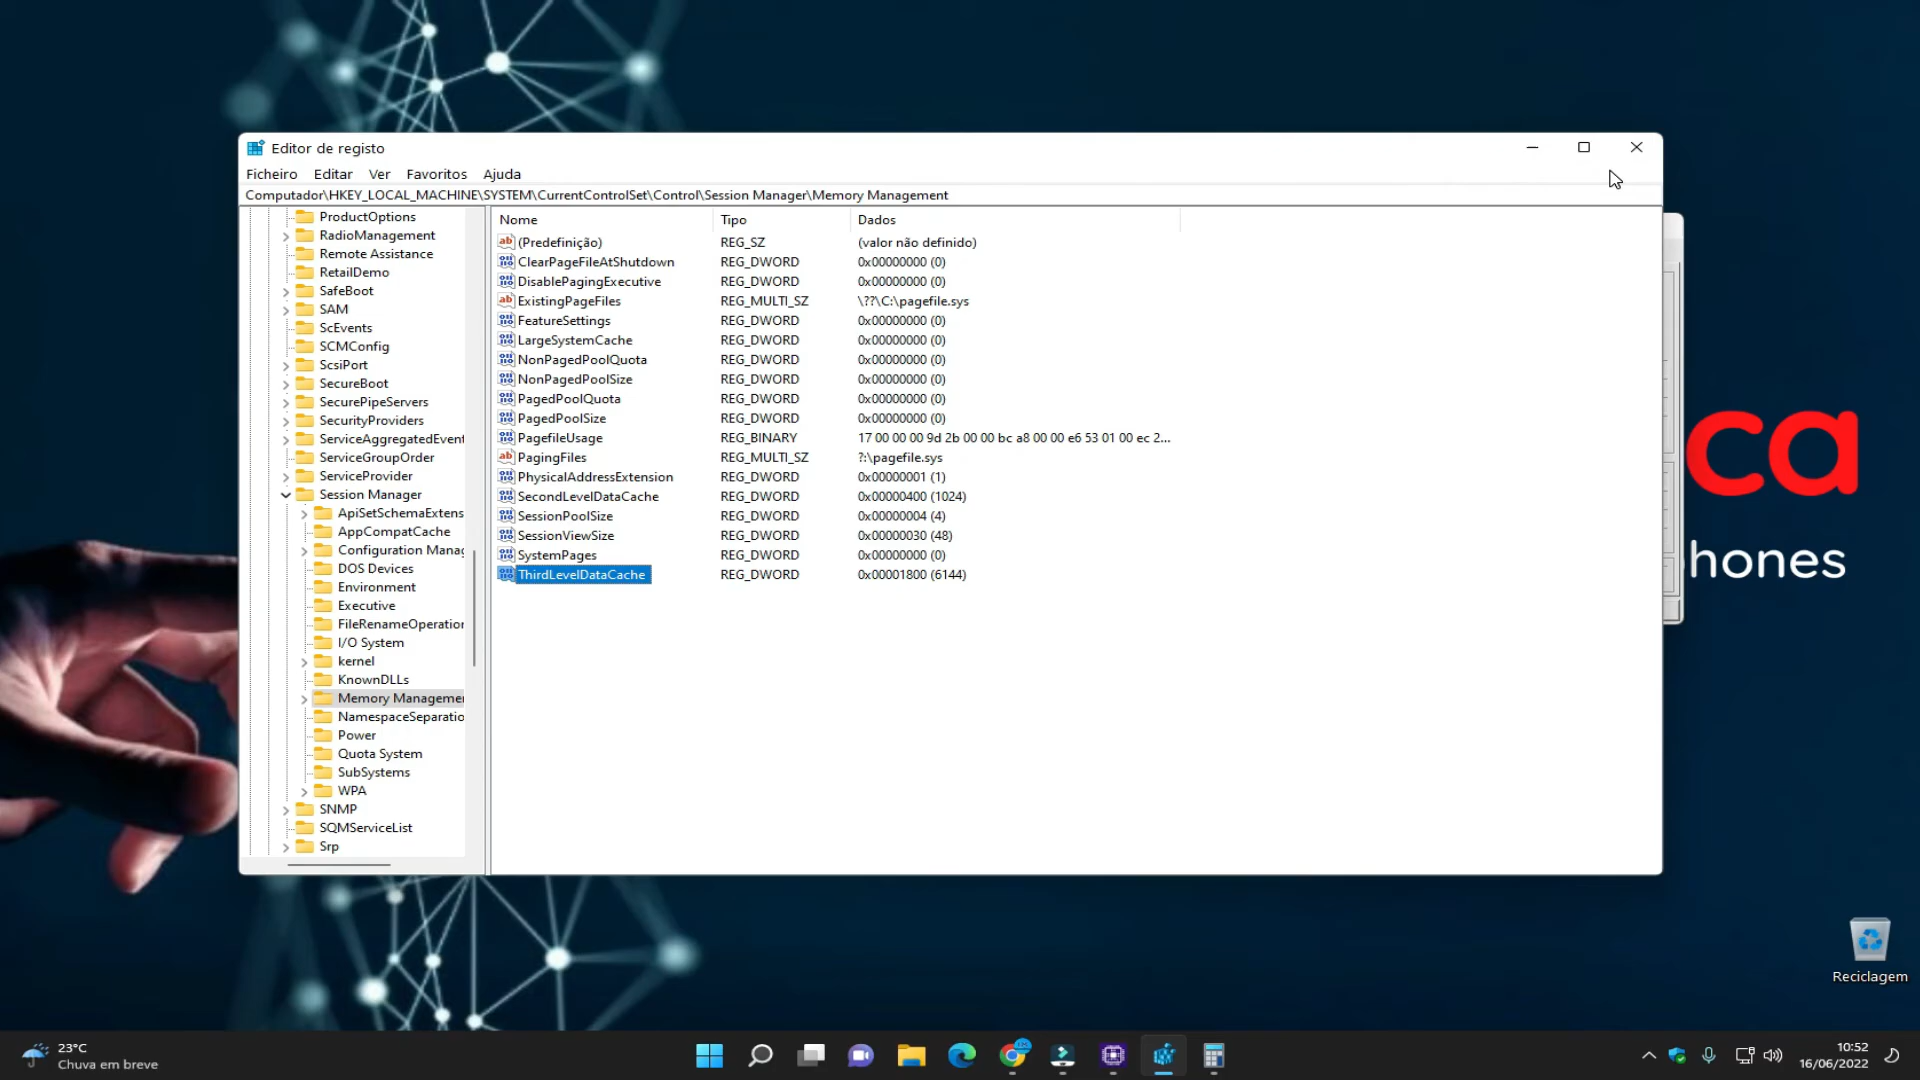 Editor de registo
Ficheiro Editar Ver Favoritos Ajuda
Computador\HKEY_LOCAL_MACHINE\SYSTEM\CurrentControlSet\Control\Session Manager\Memory Management
ProductOptions
RadioManagement
Remote Assistance
RetailDemo
SafeBoot
SAM
ScEvents
SCMConfig
ScsiPort
SecureBoot
SecurePipeServers
SecurityProviders
ServiceAggregatedEvent
ServiceGroupOrder
ServiceProvider
Session Manager
ApiSetSchemaExtens
AppCompatCache
Configuration Manag
DOS Devices
Environment
Executive
FileRenameOperation
I/O System
kernel
KnownDLLs
Memory Managemen
NamespaceSeparatio
Power
Quota System
SubSystems
WPA
SNMP
SQMServiceList
Srp
Nome Tipo Dados
(Predefinição) REG_SZ (valor não definido)
ClearPageFileAtShutdown REG_DWORD 0x00000000 (0)
DisablePagingExecutive REG_DWORD 0x00000000 (0)
ExistingPageFiles REG_MULTI_SZ \??\C:\pagefile.sys
FeatureSettings REG_DWORD 0x00000000 (0)
LargeSystemCache REG_DWORD 0x00000000 (0)
NonPagedPoolQuota REG_DWORD 0x00000000 (0)
NonPagedPoolSize REG_DWORD 0x00000000 (0)
PagedPoolQuota REG_DWORD 0x00000000 (0)
PagedPoolSize REG_DWORD 0x00000000 (0)
PagefileUsage REG_BINARY 17 00 00 00 9d 2b 00 00 bc a8 00 00 e6 53 01 00 ec 2...
PagingFiles REG_MULTI_SZ ?:\pagefile.sys
PhysicalAddressExtension REG_DWORD 0x00000001 (1)
SecondLevelDataCache REG_DWORD 0x00000400 (1024)
SessionPoolSize REG_DWORD 0x00000004 (4)
SessionViewSize REG_DWORD 0x00000030 (48)
SystemPages REG_DWORD 0x00000000 (0)
ThirdLevelDataCache REG_DWORD 0x00001800 (6144)
ca
hones
Reciclagem
23°C
Chuva em breve
10:52
16/06/2022